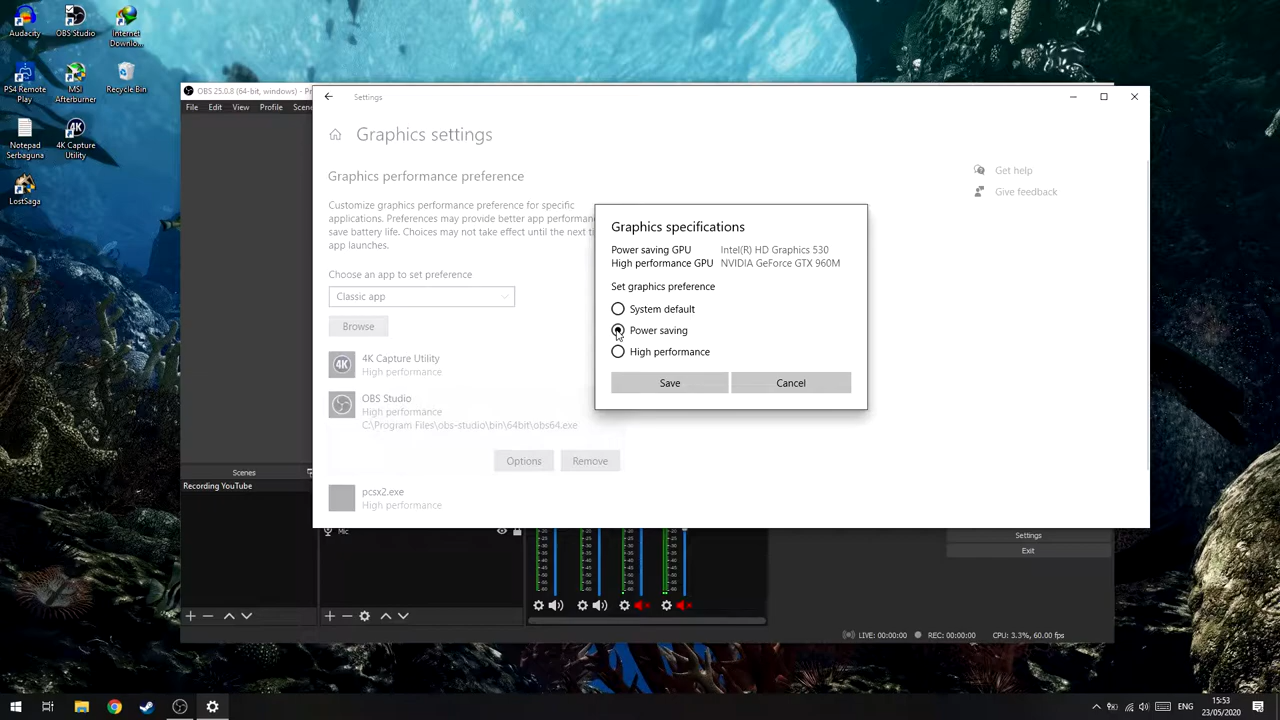 Audacity
OBS Studio
Internet
Downlo...
PS4 Remote
Play
MSI
Afterburner
Recycle Bin
Notepad
Serbaguna
4K Capture
Utility
LostSaga
OBS 25.0.8 (64-bit, windows) - P
File Edit View Profile Scen
Settings
Graphics settings
Graphics performance preference
Customize graphics performance preference for specific
applications. Preferences may provide better app performan
save battery life. Choices may not take effect until the next ti
app launches.
Choose an app to set preference
Classic app
Browse
4K Capture Utility
High performance
OBS Studio
High performance
C:\Program Files\obs-studio\bin\64bit\obs64.exe
Options Remove
pcsx2.exe
High performance
Get help
Give feedback
Graphics specifications
Power saving GPU Intel(R) HD Graphics 530
High performance GPU NVIDIA GeForce GTX 960M
Set graphics preference
System default
Power saving
High performance
Save Cancel
Scenes
Recording YouTube
Mic
Settings
Exit
LIVE: 00:00:00 REC: 00:00:00 CPU: 3.3%, 60.00 fps
ENG
15:53
23/05/2020